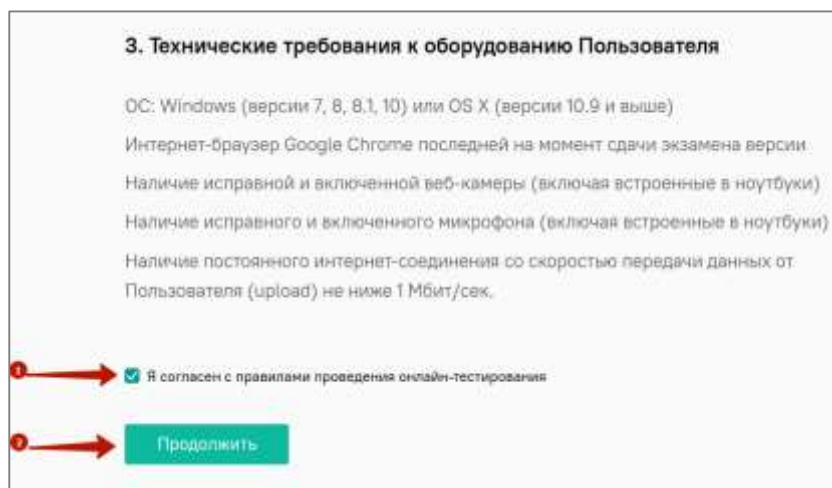 3. Технические требования к оборудованию Пользователя
ОС: Windows (версии 7, 8, 8.1, 10) или OS X (версии 10.9 и выше)
Интернет-браузер Google Chrome последней на момент сдачи экзамена версии
Наличие исправной и включенной веб-камеры (включая встроенные в ноутбуки)
Наличие исправного и включенного микрофона (включая встроенные в ноутбуки)
Наличие постоянного интернет-соединения со скоростью передачи данных от
Пользователя (upload) не ниже 1 Мбит/сек.
1 Я согласен с правилами проведения онлайн-тестирования
2 Продолжить